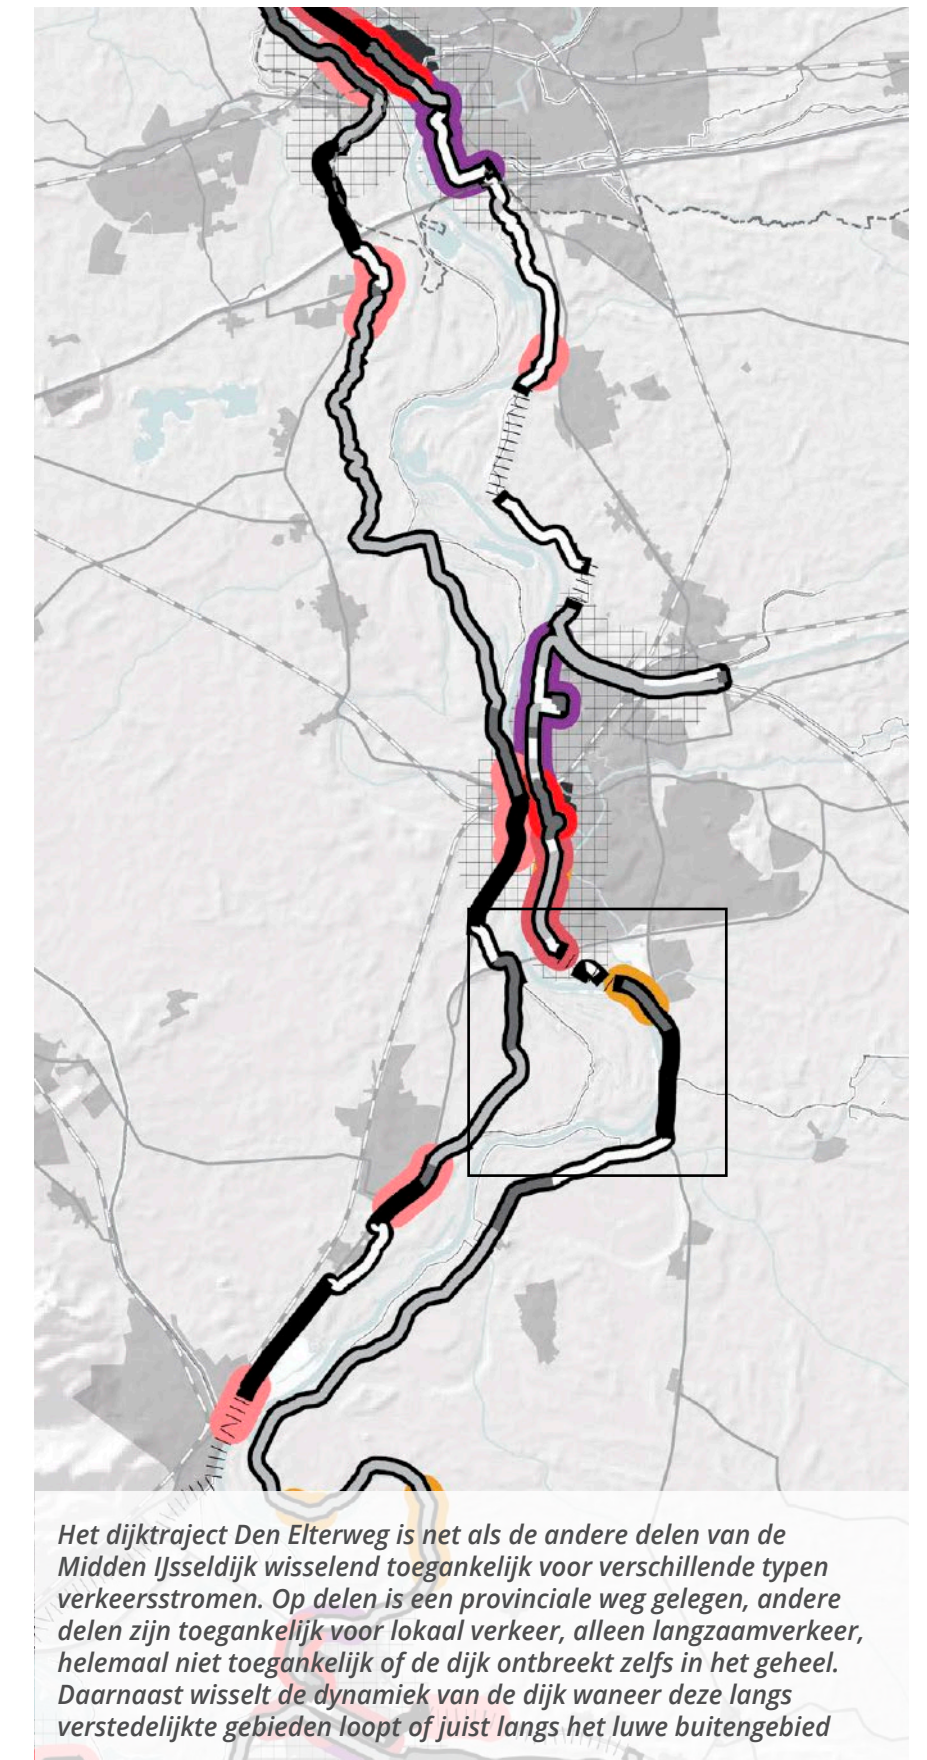 Het dijktraject Den Elterweg is net als de andere delen van de
Midden IJsseldijk wisselend toegankelijk voor verschillende typen
verkeersstromen. Op delen is een provinciale weg gelegen, andere
delen zijn toegankelijk voor lokaal verkeer, alleen langzaamverkeer,
helemaal niet toegankelijk of de dijk ontbreekt zelfs in het geheel.
Daarnaast wisselt de dynamiek van de dijk waneer deze langs
verstedelijkte gebieden loopt of juist langs het luwe buitengebied